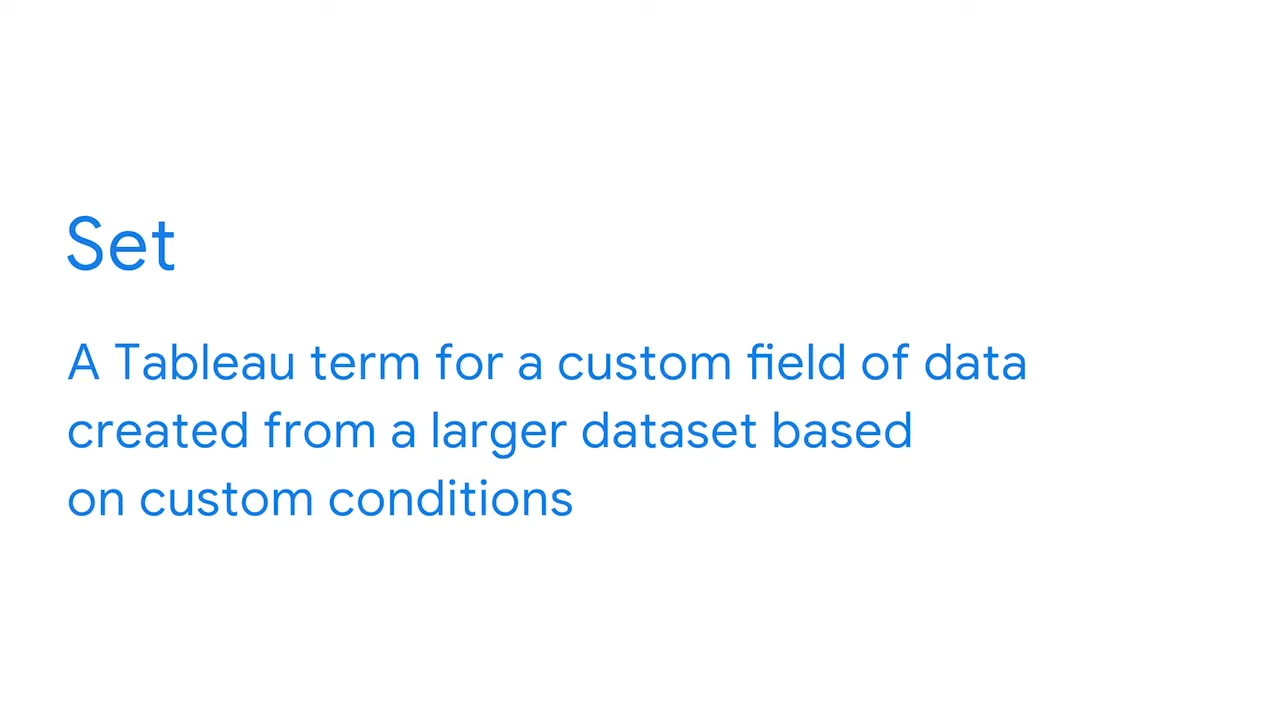 Set
A Tableau term for a custom field of data
created from a larger dataset based
on custom conditions